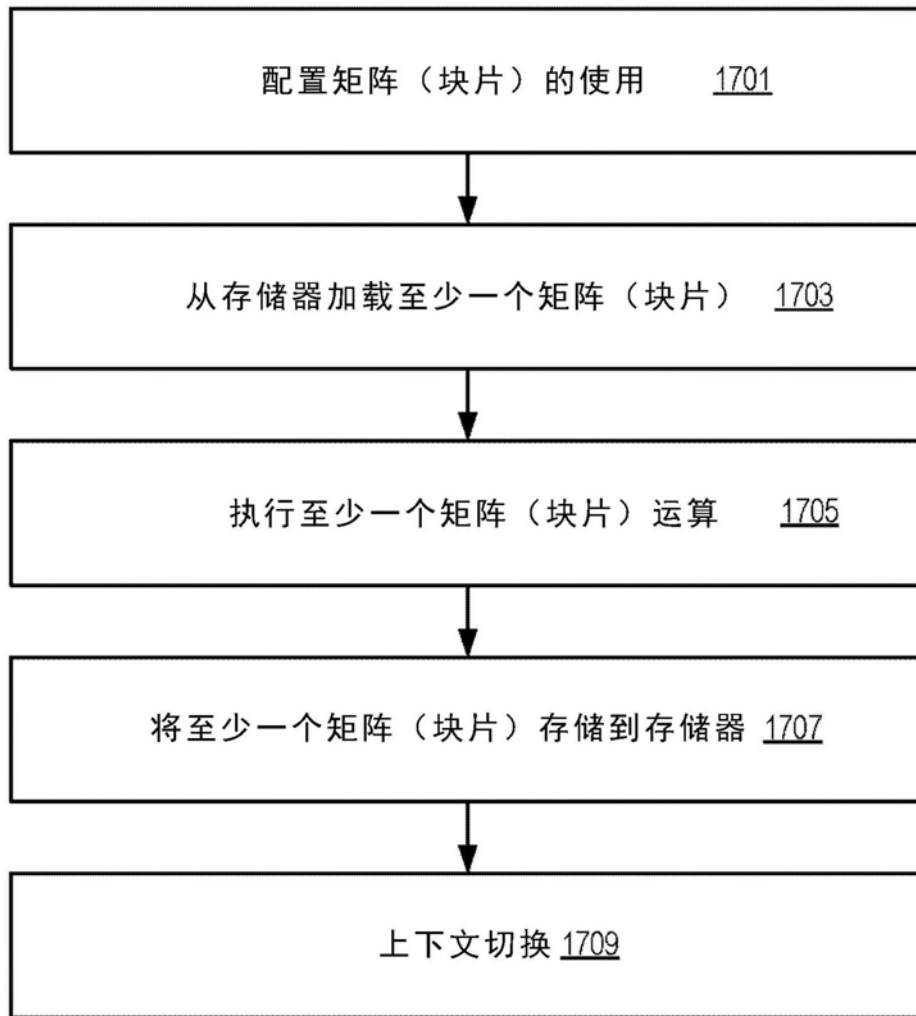 配置矩阵（块片）的使用 1701
从存储器加载至少一个矩阵（块片） 1703
执行至少一个矩阵（块片）运算 1705
将至少一个矩阵（块片）存储到存储器 1707
上下文切换 1709